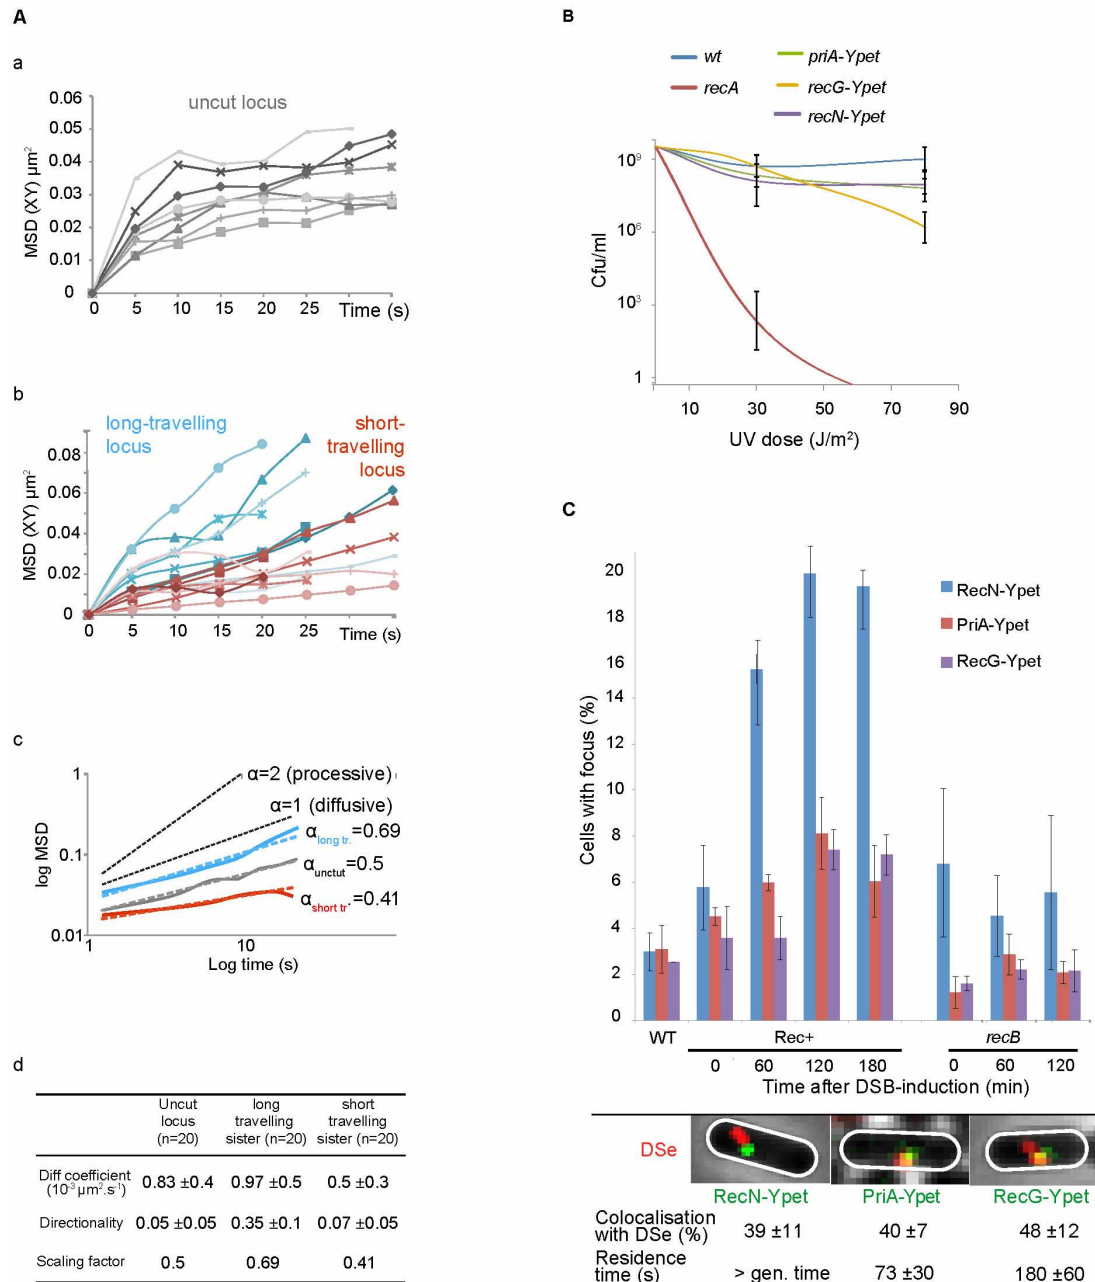 A
a
uncut locus
0.06
0.05
0.04
0.03
0.02
0.01
0
MSD (XY) µm²
0 5 10 15 20 25 Time (s)
b
long-travelling
locus
short-
travelling
locus
0.08
0.06
0.04
0.02
0
MSD (XY) µm²
0 5 10 15 20 25 Time (s)
c
1
0.1
0.01
log MSD
α=2 (processive)
α=1 (diffusive)
α long tr. =0.69
α unctut =0.5
α short tr. =0.41
1 10
Log time (s)
d
Uncut locus (n=20)
long travelling sister (n=20)
short travelling sister (n=20)
Diff coefficient (10⁻³ µm².s⁻¹) 0.83 ±0.4 0.97 ±0.5 0.5 ±0.3
Directionality 0.05 ±0.05 0.35 ±0.1 0.07 ±0.05
Scaling factor 0.5 0.69 0.41
B
wt
recA
priA-Ypet
recG-Ypet
recN-Ypet
10⁹
10⁶
10³
1
Cfu/ml
10 30 50 70 90
UV dose (J/m²)
C
RecN-Ypet
PriA-Ypet
RecG-Ypet
20
18
16
14
12
10
8
6
4
2
0
Cells with focus (%)
WT Rec+ recB
0 60 120 180 0 60 120
Time after DSB-induction (min)
DSe
RecN-Ypet PriA-Ypet RecG-Ypet
Colocalisation with DSe (%) 39 ±11 40 ±7 48 ±12
Residence time (s) > gen. time 73 ±30 180 ±60